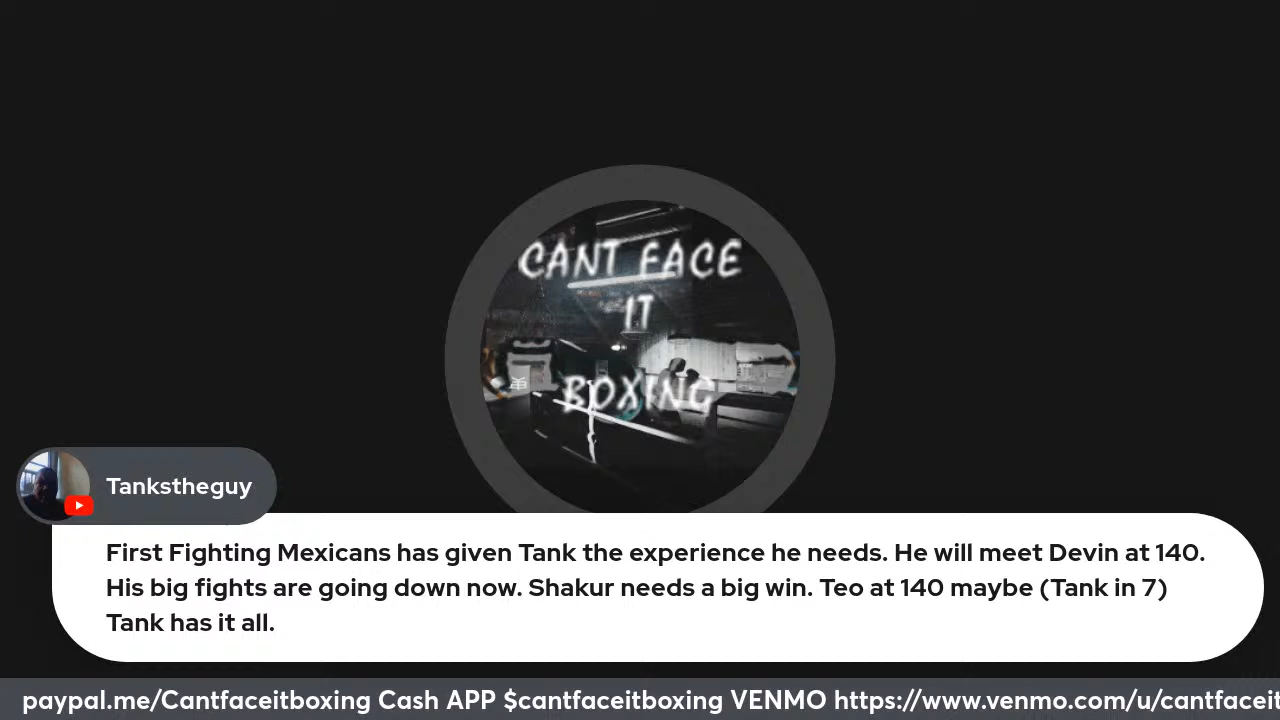 CANT FACE
IT
BOXING
Tankstheguy
First Fighting Mexicans has given Tank the experience he needs. He will meet Devin at 140.
His big fights are going down now. Shakur needs a big win. Teo at 140 maybe (Tank in 7)
Tank has it all.
paypal.me/Cantfaceitboxing Cash APP $cantfaceitboxing VENMO https://www.venmo.com/u/cantfaceit